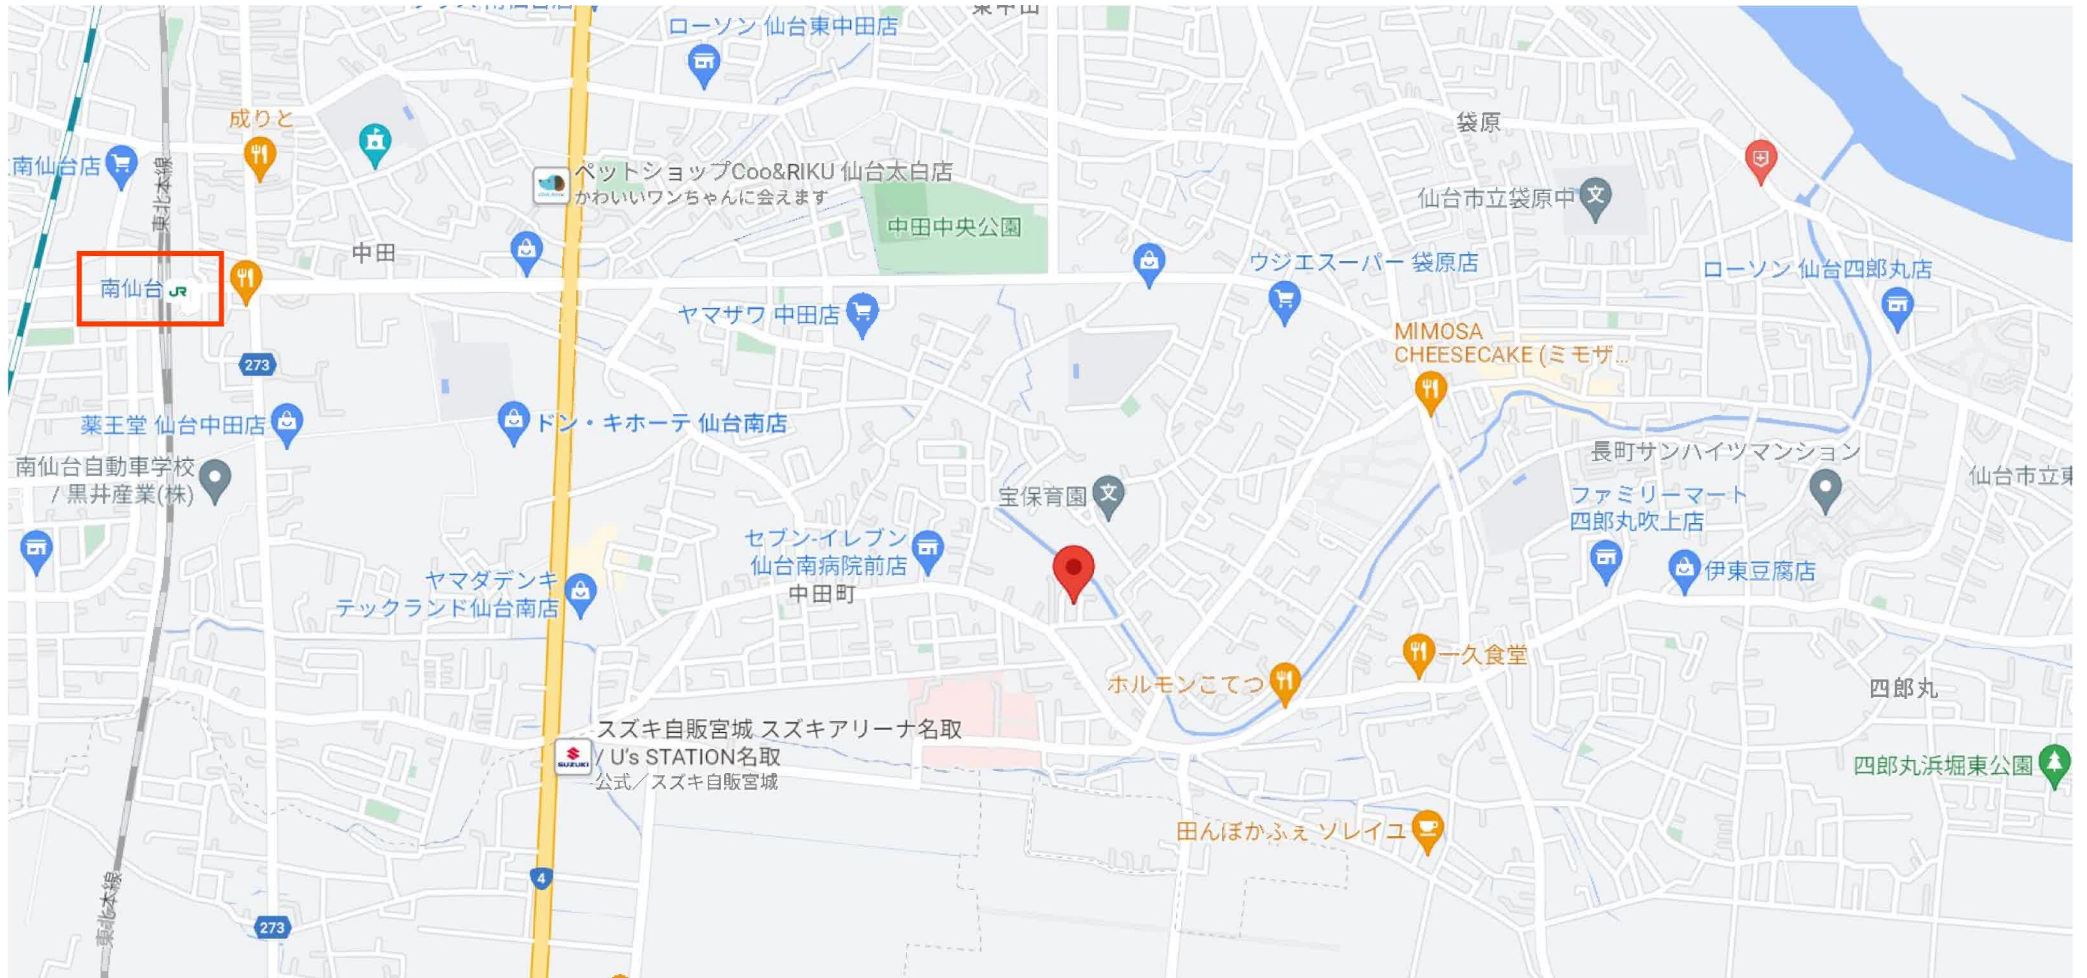 ローソン 仙台東中田店
成りと
南仙台店
東北本線
ペットショップCoo&RIKU 仙台太白店
かわいいワンちゃんに会えます
袋原
仙台市立袋原中
中田中央公園
中田
南仙台
JR
ウジエスーパー 袋原店
ローソン 仙台四郎丸店
ヤマザワ 中田店
MIMOSA
CHEESECAKE (ミモザ...
273
薬王堂 仙台中田店
ドン・キホーテ 仙台南店
長町サンハイツマンション
南仙台自動車学校
/ 黒井産業(株)
仙台市立東
宝保育園
ファミリーマート
四郎丸吹上店
セブン-イレブン
仙台南病院前店
伊東豆腐店
ヤマダデンキ
テックランド仙台南店
中田町
一久食堂
ホルモンこてつ
四郎丸
スズキ自販宮城 スズキアリーナ名取
/ U's STATION名取
公式／スズキ自販宮城
SUZUKI
四郎丸浜堀東公園
田んぼかふぇ ソレイユ
4
東北本線
273